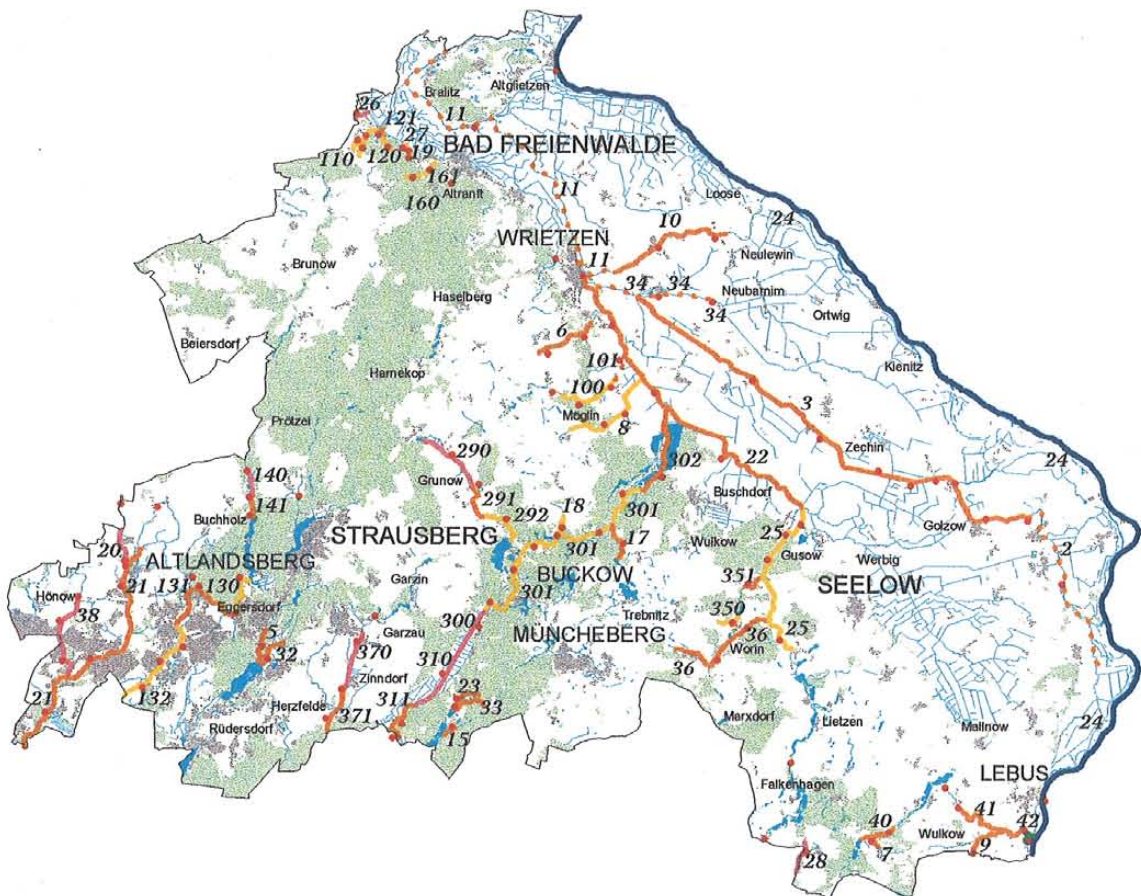 Altglietzen
Bralitz
26
11
121
27
BAD FREIENWALDE
110
120
19
161
160
Altranft
11
Loose
24
10
WRIETZEN
Neulewin
Brunow
11
34
34
Neubarnim
Haselberg
34
Ortwig
6
Beiersdorf
Kienitz
101
Harnekop
100
3
Möglin
8
Prötzel
Zechin
290
302
22
24
140
Grunow
291
Buschdorf
301
141
18
Buchholz
292
25
Golzow
STRAUSBERG
301
17
Wulkow
20
Gusow
Werbig
2
ALTLANDSBERG
BUCKOW
21
131
130
Garzin
351
SEELOW
Hönow
301
38
Eggersdorf
Trebnitz
350
Garzau
300
5
MÜNCHEBERG
36
25
370
32
Worin
310
36
Zinndorf
132
23
21
311
33
Herzfelde
371
Marxdorf
Lietzen
24
Rüdersdorf
15
Mallnow
LEBUS
Falkenhagen
41
40
42
Wulkow
7
9
28